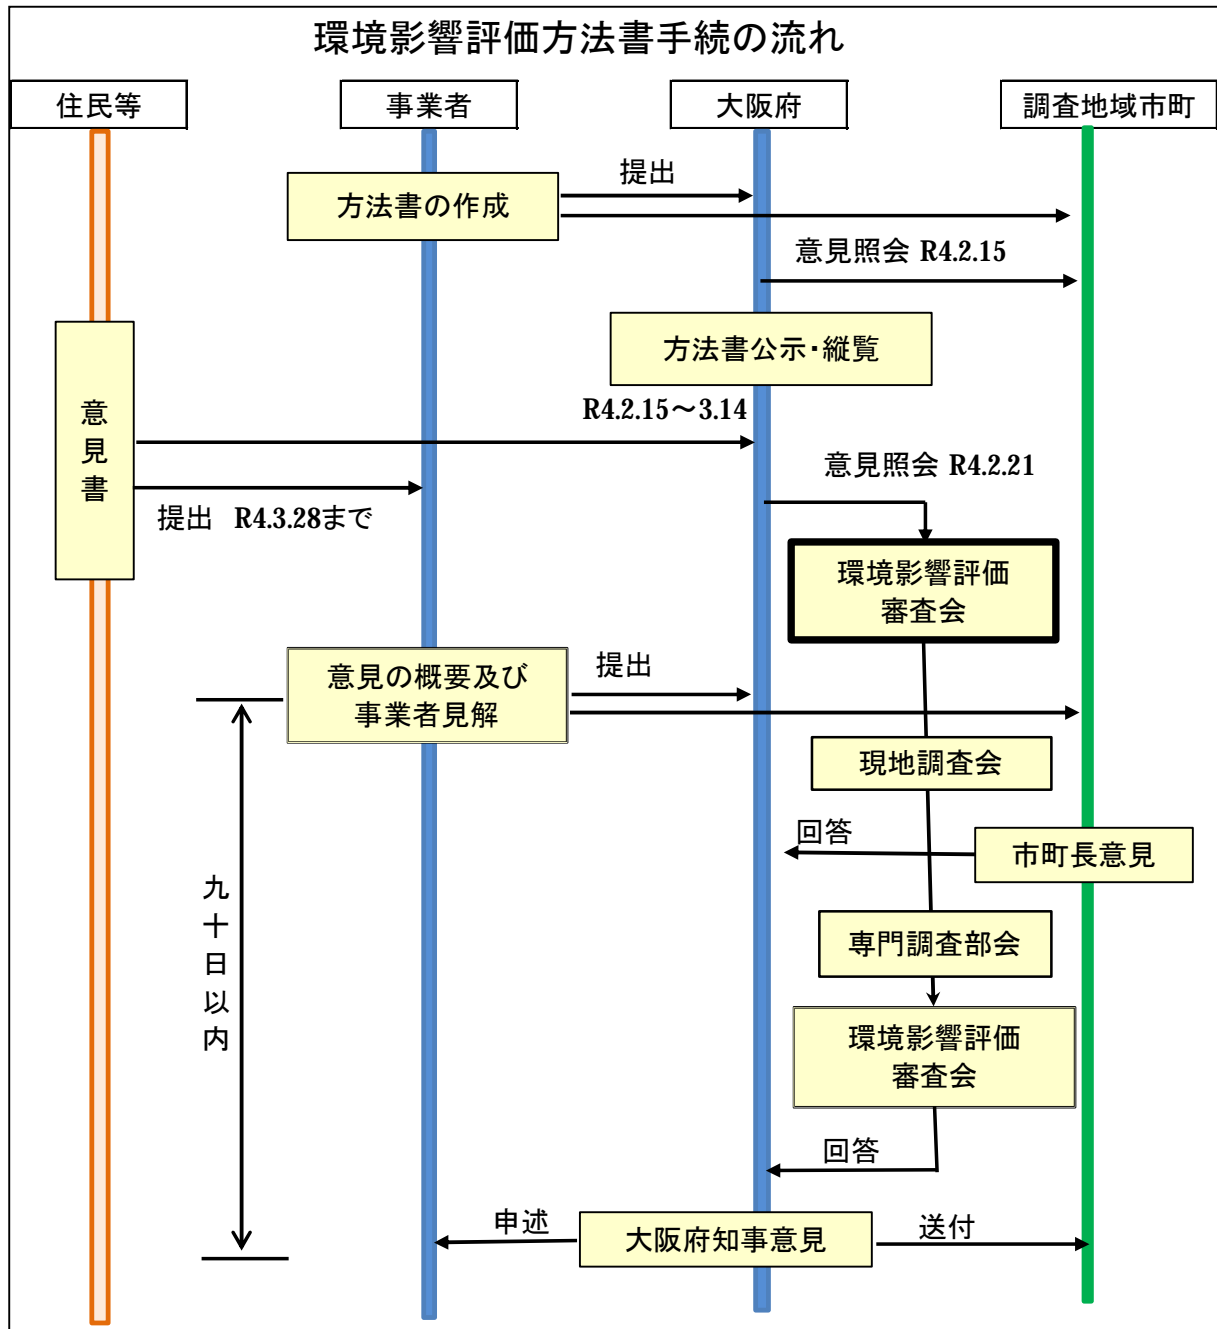 環境影響評価方法書手続の流れ
住民等
事業者
大阪府
調査地域市町
提出
方法書の作成
意見照会 R4.2.15
方法書公示・縦覧
R4.2.15～3.14
意見書
意見照会 R4.2.21
提出 R4.3.28まで
環境影響評価
審査会
意見の概要及び
事業者見解
提出
現地調査会
回答
市町長意見
九十日以内
専門調査部会
環境影響評価
審査会
回答
申述
大阪府知事意見
送付